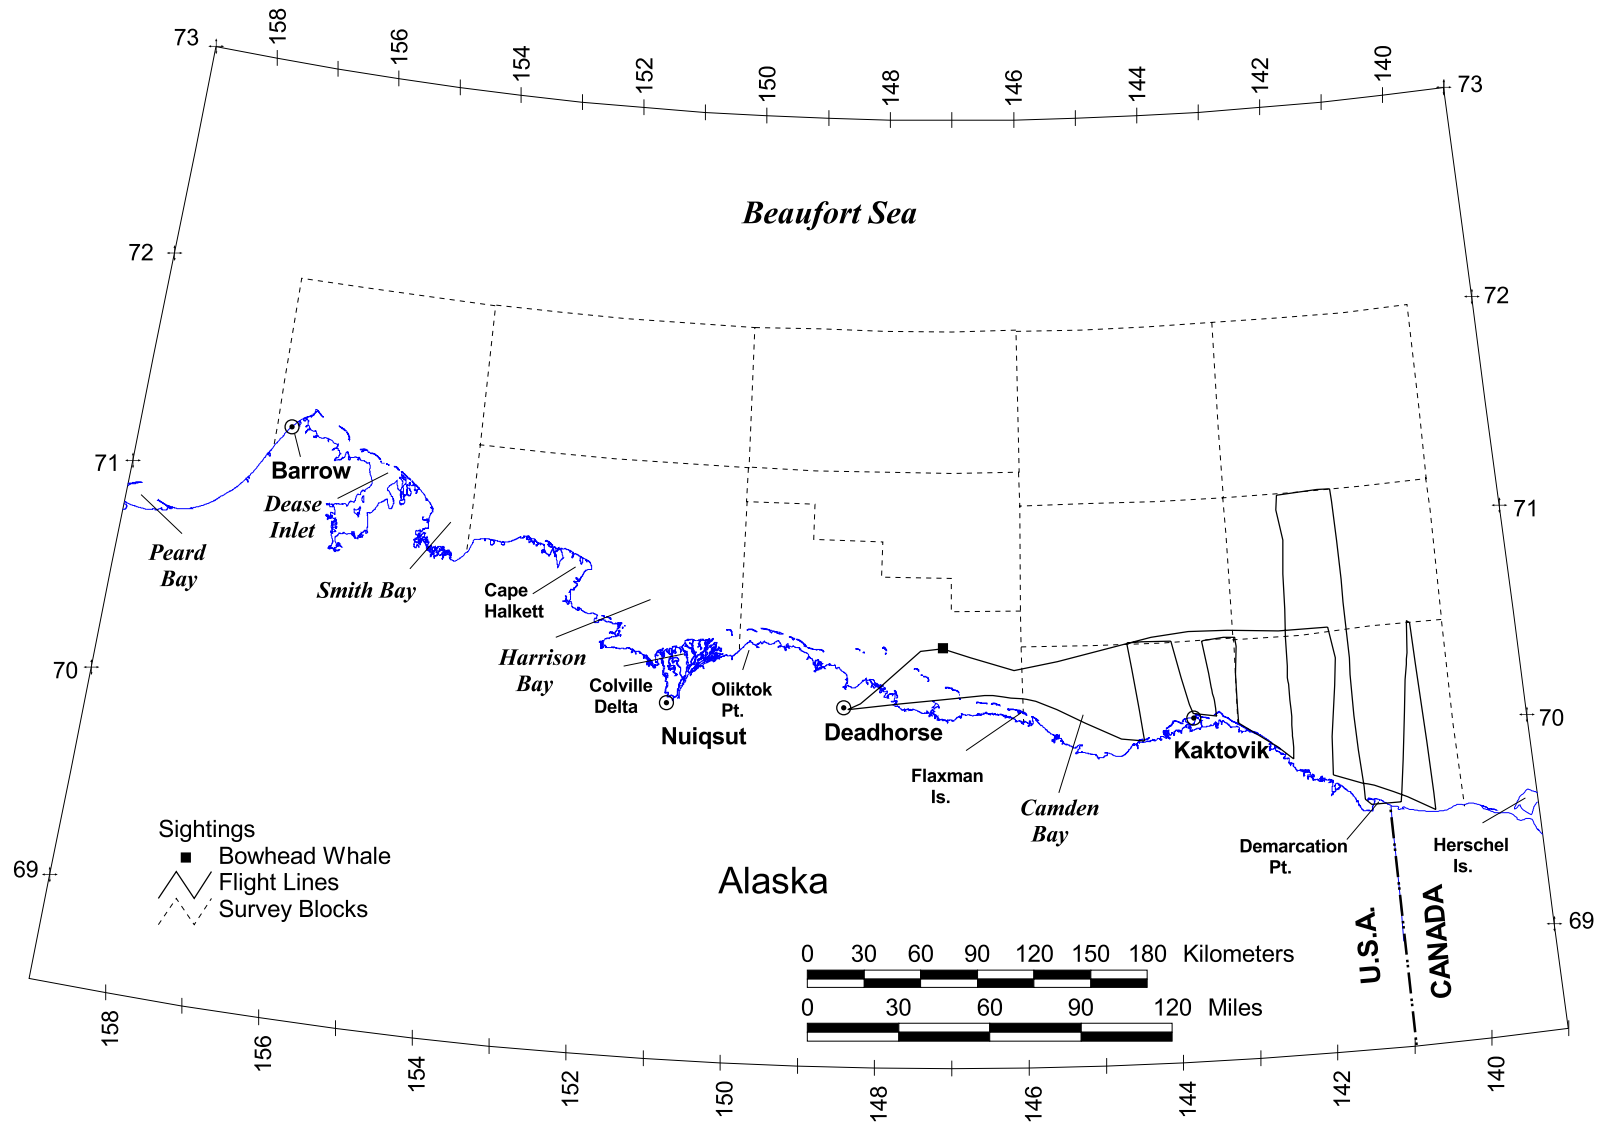 158
156
154
152
150
148
146
144
142
140
73
73
Beaufort Sea
72
72
71
71
Barrow
Dease
Inlet
Peard
Bay
Smith Bay
Cape
Halkett
Harrison
Bay
70
70
Colville
Delta
Oliktok
Pt.
Nuiqsut
Deadhorse
Kaktovik
Flaxman
Is.
Camden
Bay
Demarcation
Pt.
Herschel
Is.
69
69
Sightings
Bowhead Whale
Flight Lines
Survey Blocks
Alaska
U.S.A.
CANADA
0 30 60 90 120 150 180 Kilometers
0 30 60 90 120 Miles
158
156
154
152
150
148
146
144
142
140